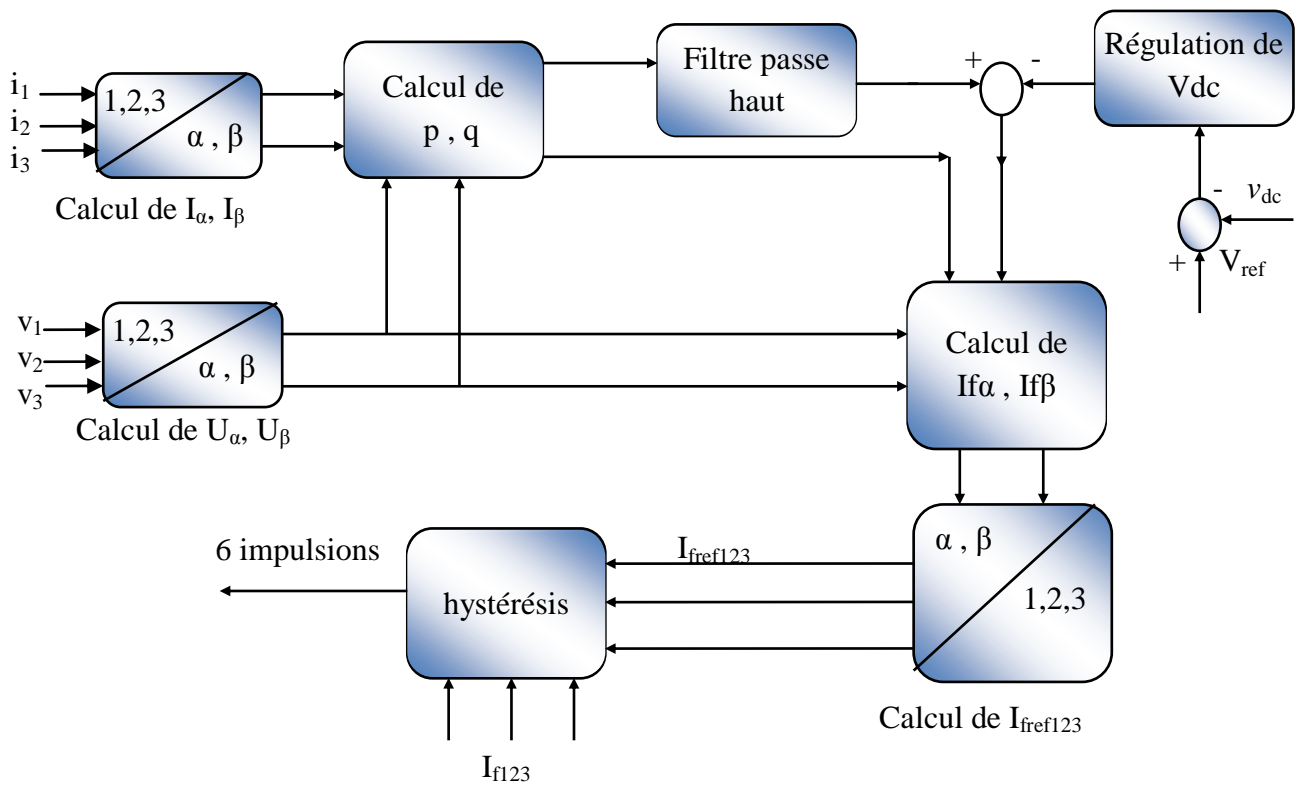 i1
i2
i3
1,2,3
α , β
Calcul de Iα, Iβ
Calcul de
p , q
Filtre passe
haut
+
-
Régulation de
Vdc
-
vdc
+
Vref
v1
v2
v3
1,2,3
α , β
Calcul de Uα, Uβ
Calcul de
Ifα , Ifβ
α , β
1,2,3
Calcul de Ifref123
Ifref123
hystérésis
6 impulsions
If123